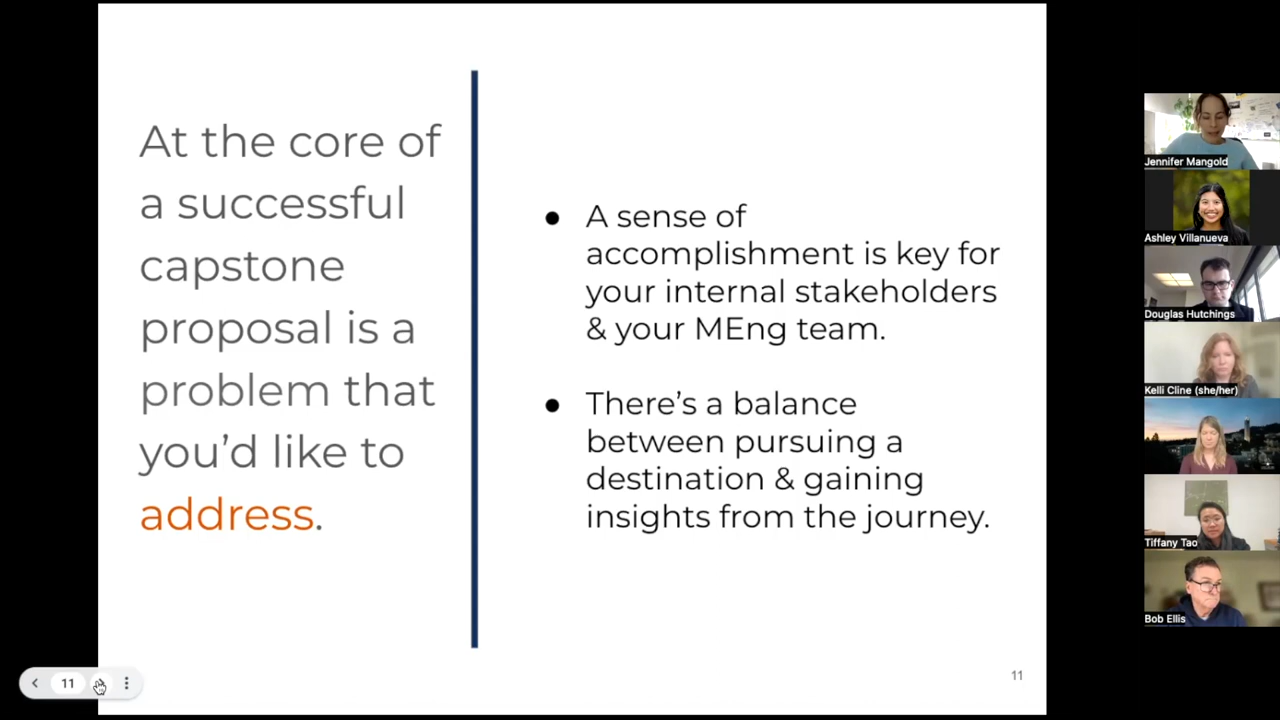 At the core of
a successful
capstone
proposal is a
problem that
you’d like to
address.
● A sense of
accomplishment is key for
your internal stakeholders
& your MEng team.
● There’s a balance
between pursuing a
destination & gaining
insights from the journey.
11
11
Jennifer Mangold
Ashley Villanueva
Douglas Hutchings
Kelli Cline (she/her)
Tiffany Tao
Bob Ellis